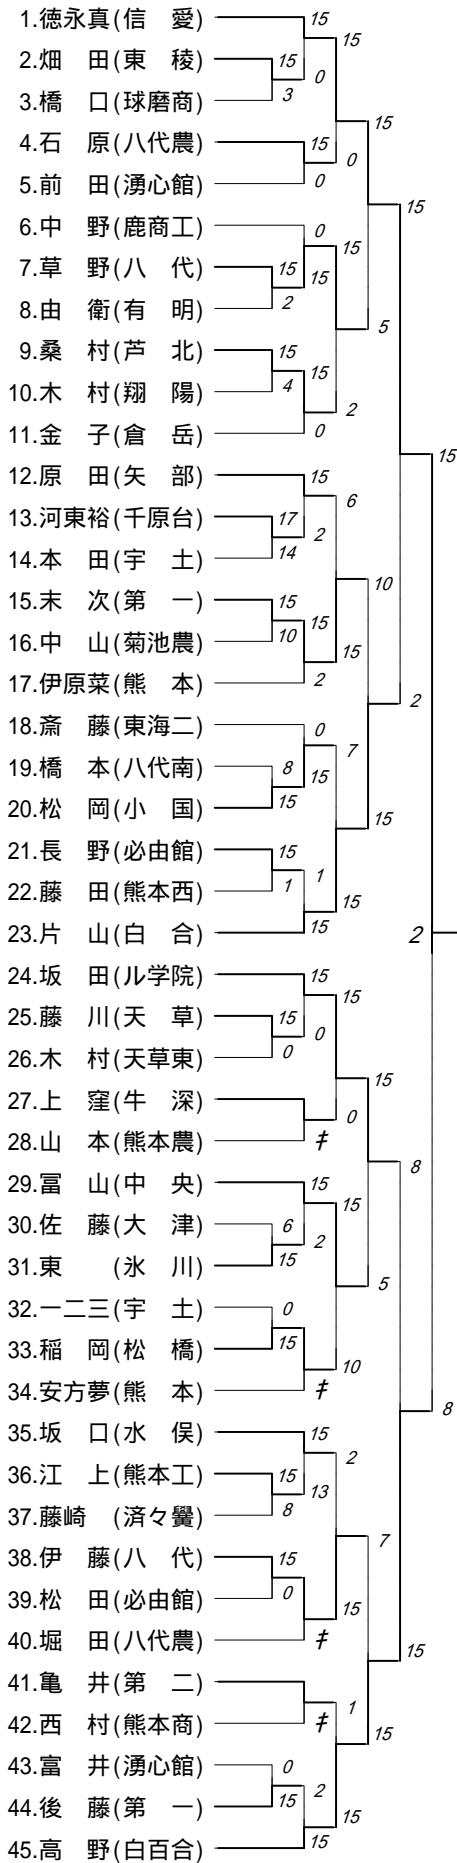 1.徳永真(信　愛) 15
15
2.畑　田(東　稜) 15
0
3.橋　口(球磨商) 3
15
4.石　原(八代農) 15
0
5.前　田(湧心館) 0
15
6.中　野(鹿商工) 0
15
7.草　野(八　代) 15
15
8.由　衛(有　明) 2
5
9.桑　村(芦　北) 15
15
10.木　村(翔　陽) 4
2
11.金　子(倉　岳) 0
15
12.原　田(矢　部) 15
6
13.河東裕(千原台) 17
2
14.本　田(宇　土) 14
10
15.末　次(第　一) 15
15
16.中　山(菊池農) 10
15
17.伊原菜(熊　本) 2
2
18.斎　藤(東海二) 0
7
19.橋　本(八代南) 8
15
20.松　岡(小　国) 15
15
21.長　野(必由館) 15
1
22.藤　田(熊本西) 1
15
23.片　山(白　合) 15
2
24.坂　田(ル学院) 15
15
25.藤　川(天　草) 15
0
26.木　村(天草東) 0
15
27.上　窪(牛　深)
0
28.山　本(熊本農) キ
8
29.冨　山(中　央) 15
15
30.佐　藤(大　津) 6
2
31.東　　(氷　川) 15
5
32.一二三(宇　土) 0
33.稲　岡(松　橋) 15
10
34.安方夢(熊　本) キ
8
35.坂　口(水　俣) 15
2
36.江　上(熊本工) 15
13
37.藤崎　(済々黌) 8
7
38.伊　藤(八　代) 15
39.松　田(必由館) 0
15
40.堀　田(八代農) キ
15
41.亀　井(第　二)
1
42.西　村(熊本商) キ
15
43.富　井(湧心館) 0
2
44.後　藤(第　一) 15
15
45.高　野(白百合) 15